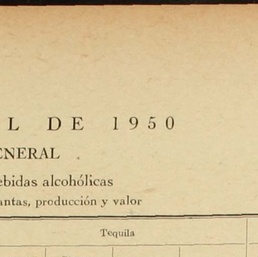 L DE 1950
ENERAL
ebidas alcohólicas
antas, producción y valor
Tequila